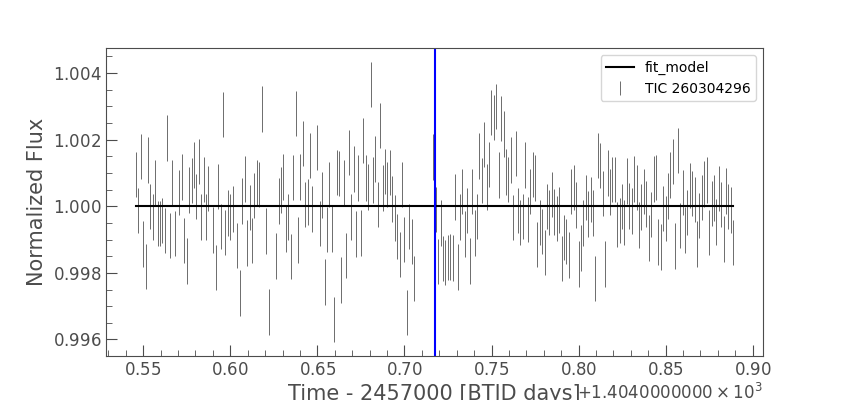 fit_model
TIC 260304296
Normalized Flux
1.004
1.002
1.000
0.998
0.996
0.55 0.60 0.65 0.70 0.75 0.80 0.85 0.90
Time - 2457000 [BTJD days]
+1.4040000000 × 10³